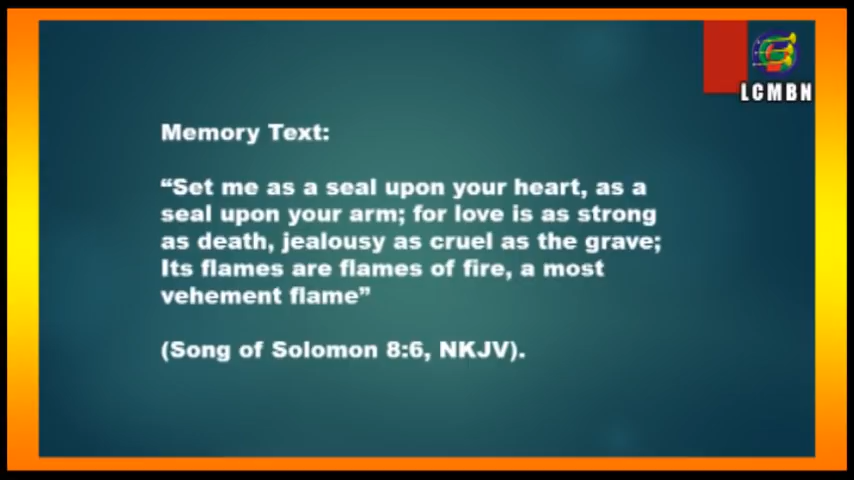 LCMBN
Memory Text:
“Set me as a seal upon your heart, as a
seal upon your arm; for love is as strong
as death, jealousy as cruel as the grave;
Its flames are flames of fire, a most
vehement flame”
(Song of Solomon 8:6, NKJV).